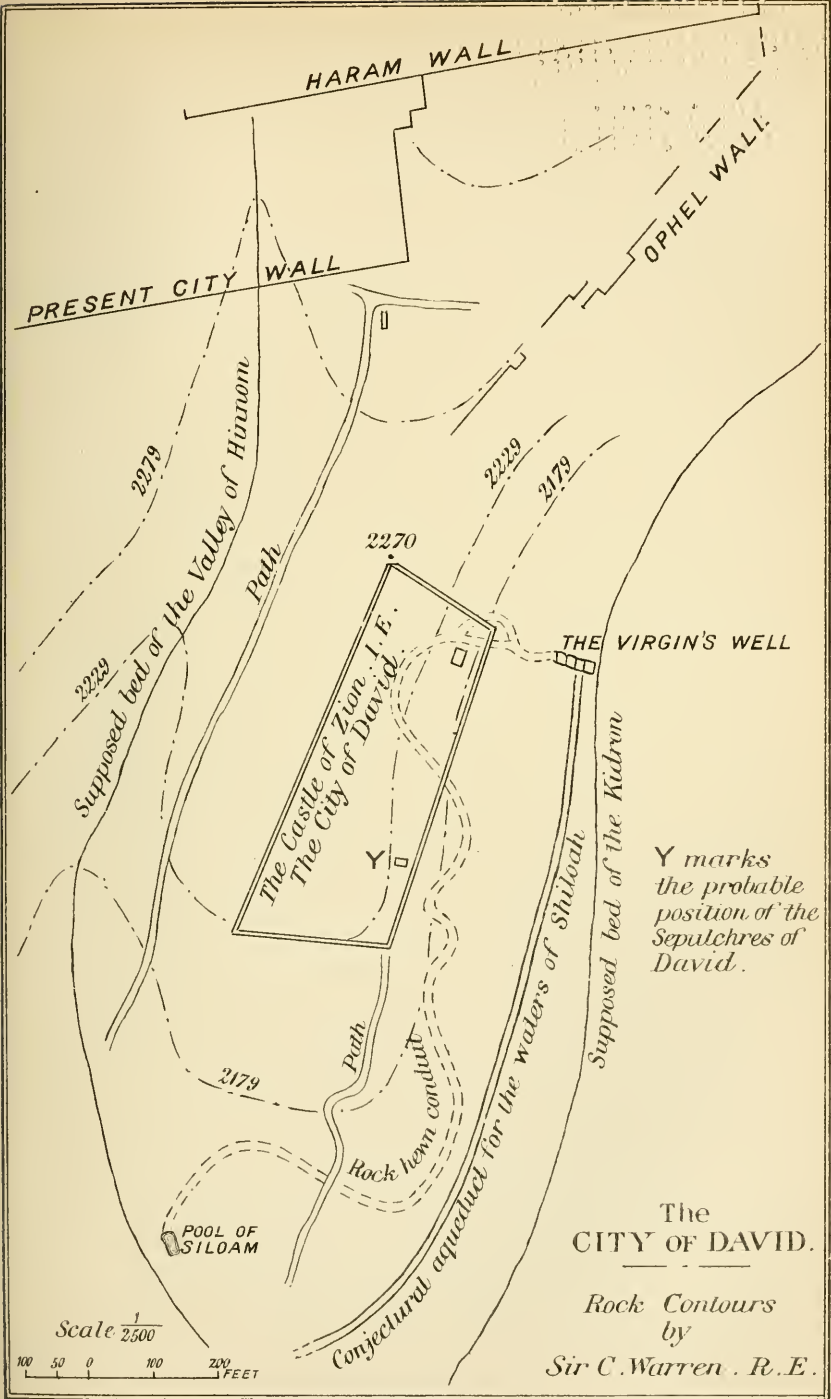 HARAM WALL
OPHEL WALL.
PRESENT CITY WALL
2279
Supposed bed of the Valley of Hinnom
2229
2179
Path
2270
2229
The Castle of Zion . I. E.
The City of David
THE VIRGIN'S WELL
Supposed bed of the Kidron
Conjectural aqueduct for the waters of Shiloah
Y
Y marks
the probable
position of the
Sepulchres of
David.
Path
2179
Rock hewn conduit
POOL OF
SILOAM
The
CITY OF DAVID.
Rock Contours
by
Sir C. Warren . R.E.
Scale 1/2500
100 50 0 100 200
FEET